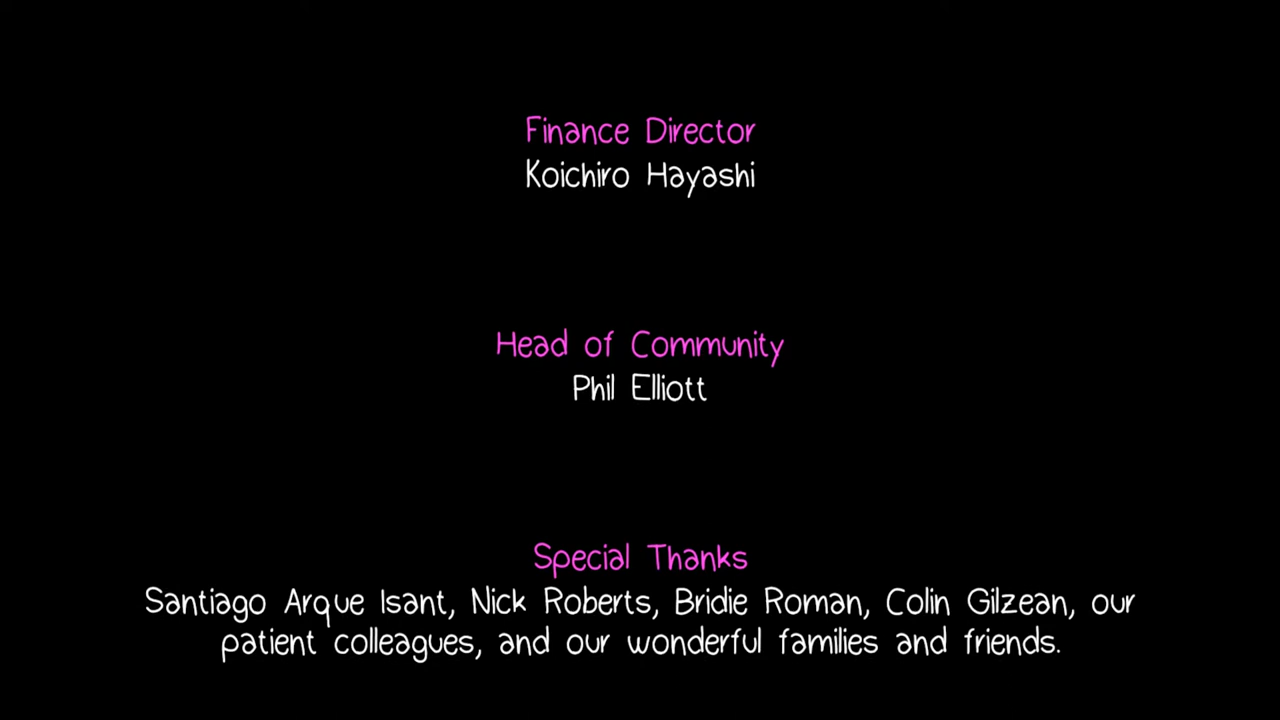 Finance Director
Koichiro Hayashi
Head of Community
Phil Elliott
Special Thanks
Santiago Arque Isant, Nick Roberts, Bridie Roman, Colin Gilzean, our
patient colleagues, and our wonderful families and friends.